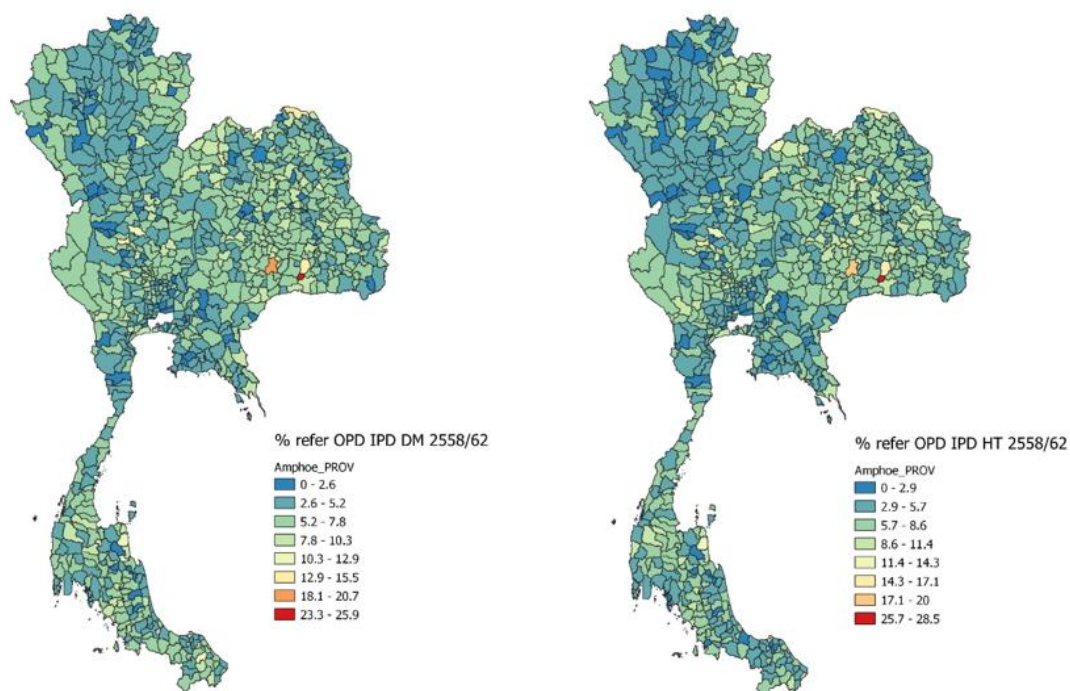 % refer OPD IPD DM 2558/62
Amphoe_PROV
0 - 2.6
2.6 - 5.2
5.2 - 7.8
7.8 - 10.3
10.3 - 12.9
12.9 - 15.5
18.1 - 20.7
23.3 - 25.9
% refer OPD IPD HT 2558/62
Amphoe_PROV
0 - 2.9
2.9 - 5.7
5.7 - 8.6
8.6 - 11.4
11.4 - 14.3
14.3 - 17.1
17.1 - 20
25.7 - 28.5